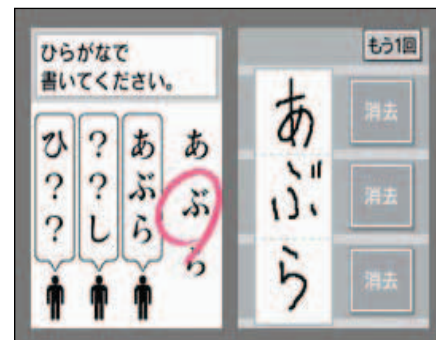 ひらがなで
書いてください。
あぶら
あぶら
??し
ひ??
もう1回
あぶら
消去
消去
消去